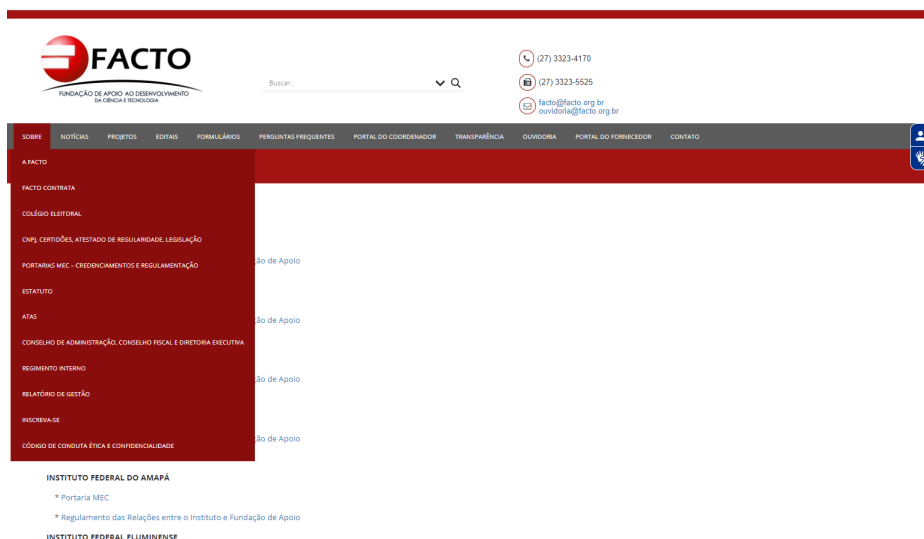 FACTO
FUNDAÇÃO DE APOIO AO DESENVOLVIMENTO
DA CIÊNCIA E TECNOLOGIA
Buscar...
(27) 3323-4170
(27) 3323-5525
facto@facto.org.br
ouvidoria@facto.org.br
SOBRE NOTÍCIAS PROJETOS EDITAIS FORMULÁRIOS PERGUNTAS FREQUENTES PORTAL DO COORDENADOR TRANSPARÊNCIA OUVIDORIA PORTAL DO FORNECEDOR CONTATO
A FACTO
FACTO CONTRATA
COLÉGIO ELEITORAL
CNPJ, CERTIDÕES, ATESTADO DE REGULARIDADE, LEGISLAÇÃO
PORTARIAS MEC – CREDENCIAMENTOS E REGULAMENTAÇÃO
ção de Apoio
ESTATUTO
ATAS
ção de Apoio
CONSELHO DE ADMINISTRAÇÃO, CONSELHO FISCAL E DIRETORIA EXECUTIVA
REGIMENTO INTERNO
ção de Apoio
RELATÓRIO DE GESTÃO
INSCREVA-SE
ção de Apoio
CÓDIGO DE CONDUTA ÉTICA E CONFIDENCIALIDADE
INSTITUTO FEDERAL DO AMAPÁ
* Portaria MEC
* Regulamento das Relações entre o Instituto e Fundação de Apoio
INSTITUTO FEDERAL FLUMINENSE